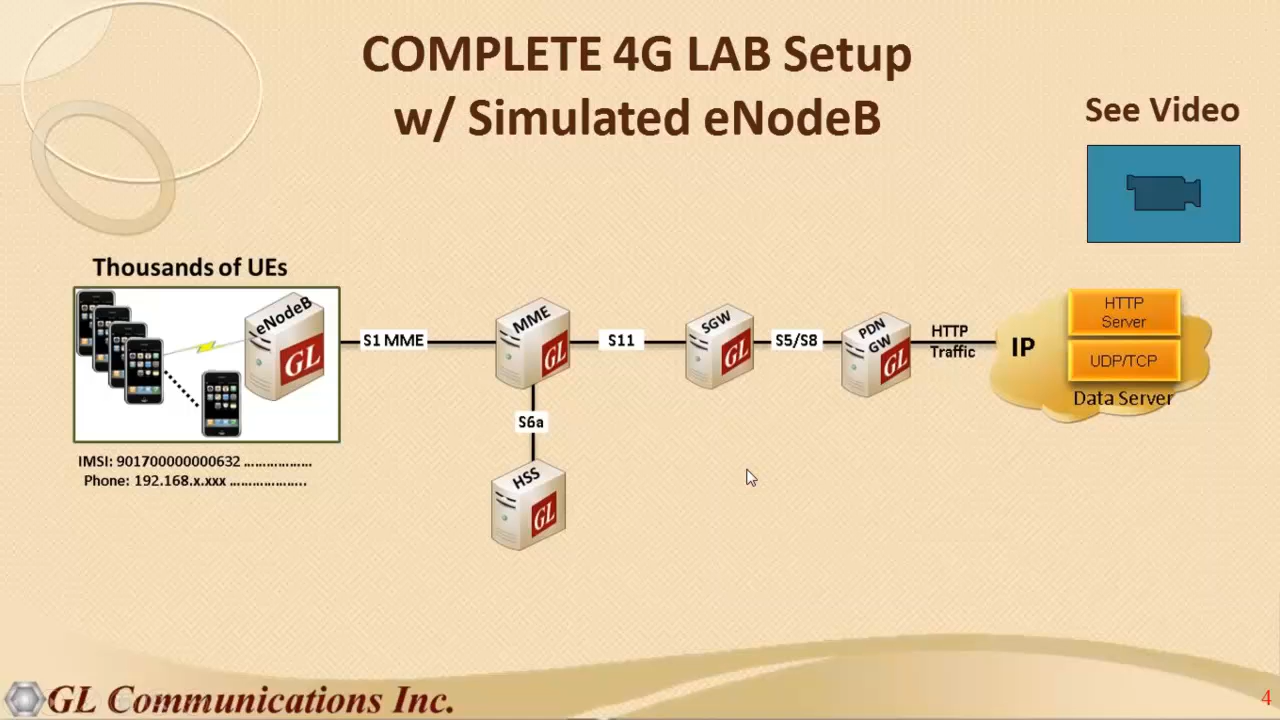 COMPLETE 4G LAB Setup
w/ Simulated eNodeB
See Video
Thousands of UEs
eNodeB
GL
S1 MME
MME
GL
S11
SGW
GL
S5/S8
PDN
GW
GL
HTTP
Traffic
IP
HTTP
Server
UDP/TCP
Data Server
S6a
HSS
GL
IMSI: 901700000000632 ..................
Phone: 192.168.x.xxx ....................
GL Communications Inc.
4